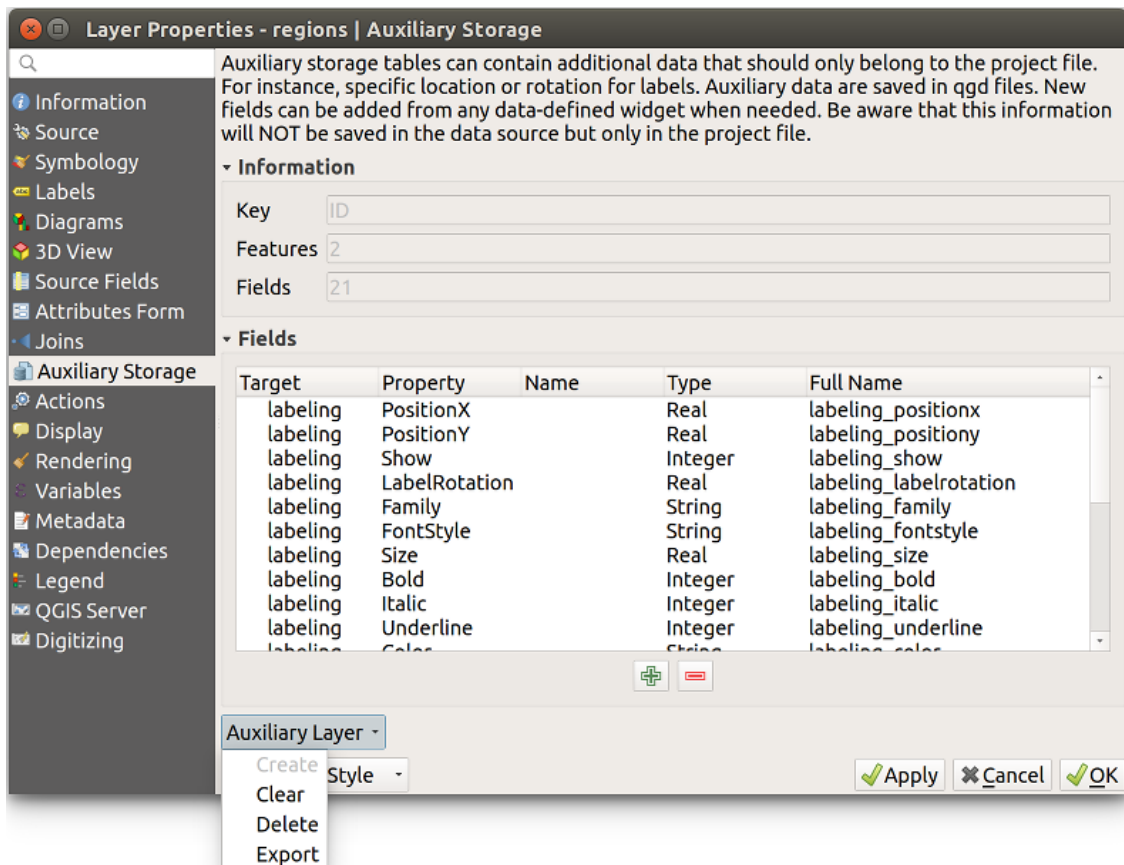 Layer Properties - regions | Auxiliary Storage
Information
Source
Symbology
Labels
Diagrams
3D View
Source Fields
Attributes Form
Joins
Auxiliary Storage
Actions
Display
Rendering
Variables
Metadata
Dependencies
Legend
QGIS Server
Digitizing
Auxiliary storage tables can contain additional data that should only belong to the project file.
For instance, specific location or rotation for labels. Auxiliary data are saved in qgd files. New
fields can be added from any data-defined widget when needed. Be aware that this information
will NOT be saved in the data source but only in the project file.
Information
Key ID
Features 2
Fields 21
Fields
Target Property Name Type Full Name
labeling PositionX Real labeling_positionx
labeling PositionY Real labeling_positiony
labeling Show Integer labeling_show
labeling LabelRotation Real labeling_labelrotation
labeling Family String labeling_family
labeling FontStyle String labeling_fontstyle
labeling Size Real labeling_size
labeling Bold Integer labeling_bold
labeling Italic Integer labeling_italic
labeling Underline Integer labeling_underline
labeling Color String labeling_color
Auxiliary Layer
Create
Clear
Delete
Export
Style
Apply Cancel OK